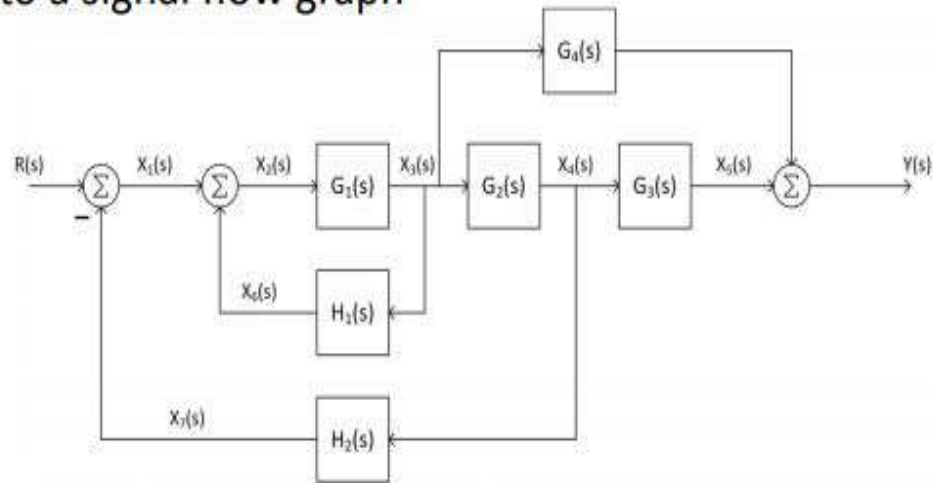 to a signal flow graph
G₄(s)
R(s) X₁(s) X₂(s) X₃(s) X₄(s) X₅(s) Y(s)
Σ Σ G₁(s) G₂(s) G₃(s) Σ
−
X₆(s) H₁(s)
X₇(s) H₂(s)